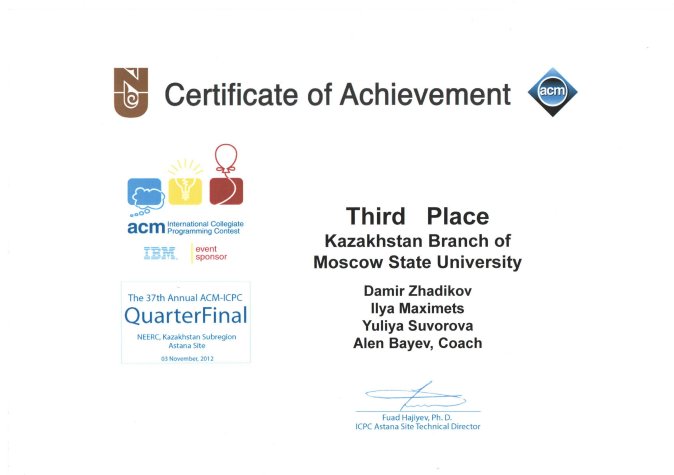 Certificate of Achievement
acm
acm International Collegiate
Programming Contest
IBM. event
sponsor
The 37th Annual ACM-ICPC
QuarterFinal
NEERC, Kazakhstan Subregion
Astana Site
03 November, 2012
Third Place
Kazakhstan Branch of
Moscow State University
Damir Zhadikov
Ilya Maximets
Yuliya Suvorova
Alen Bayev, Coach
Fuad Hajiyev, Ph. D.
ICPC Astana Site Technical Director